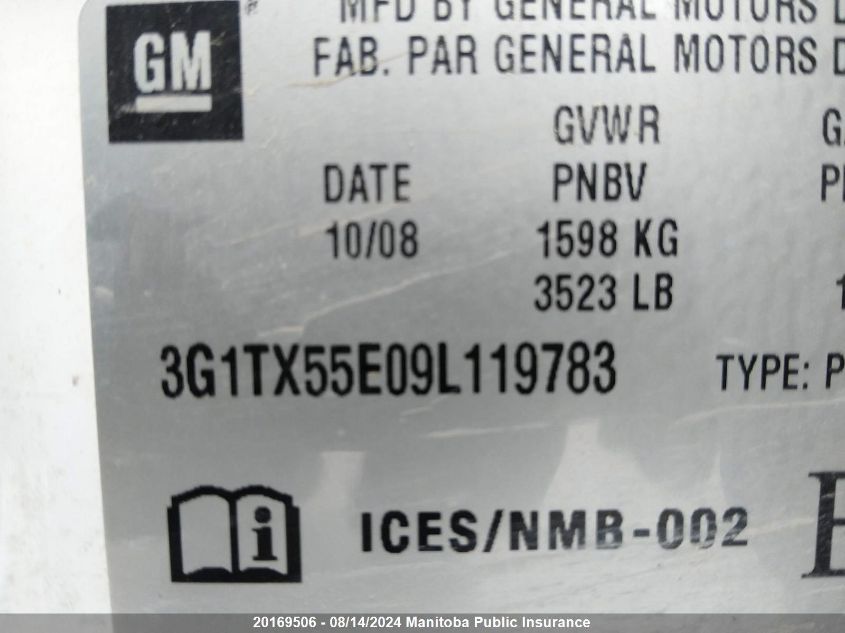 GM
MFD BY GENERAL MOTORS
FAB. PAR GENERAL MOTORS
GVWR
DATE PNBV
10/08 1598 KG
3523 LB
3G1TX55E09L119783 TYPE: P
i ICES/NMB-002
20169506 - 08/14/2024 Manitoba Public Insurance